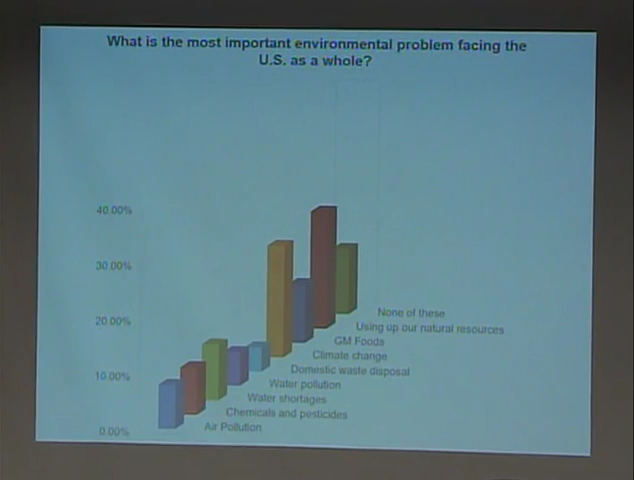 What is the most important environmental problem facing the
U.S. as a whole?
40.00%
30.00%
20.00%
10.00%
0.00%
None of these
Using up our natural resources
GM Foods
Climate change
Domestic waste disposal
Water pollution
Water shortages
Chemicals and pesticides
Air Pollution